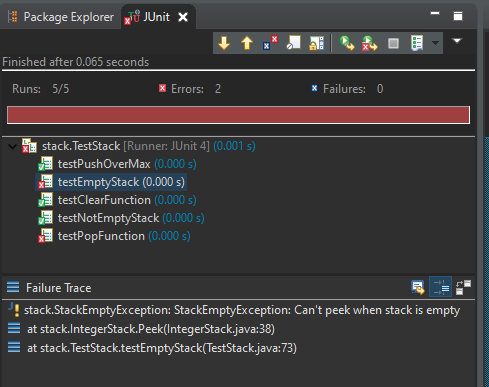 Package Explorer JUnit
Finished after 0.065 seconds
Runs: 5/5 Errors: 2 Failures: 0
stack.TestStack [Runner: JUnit 4] (0.001 s)
testPushOverMax (0.000 s)
testEmptyStack (0.000 s)
testClearFunction (0.000 s)
testNotEmptyStack (0.000 s)
testPopFunction (0.000 s)
Failure Trace
stack.StackEmptyException: StackEmptyException: Can't peek when stack is empty
at stack.IntegerStack.Peek(IntegerStack.java:38)
at stack.TestStack.testEmptyStack(TestStack.java:73)